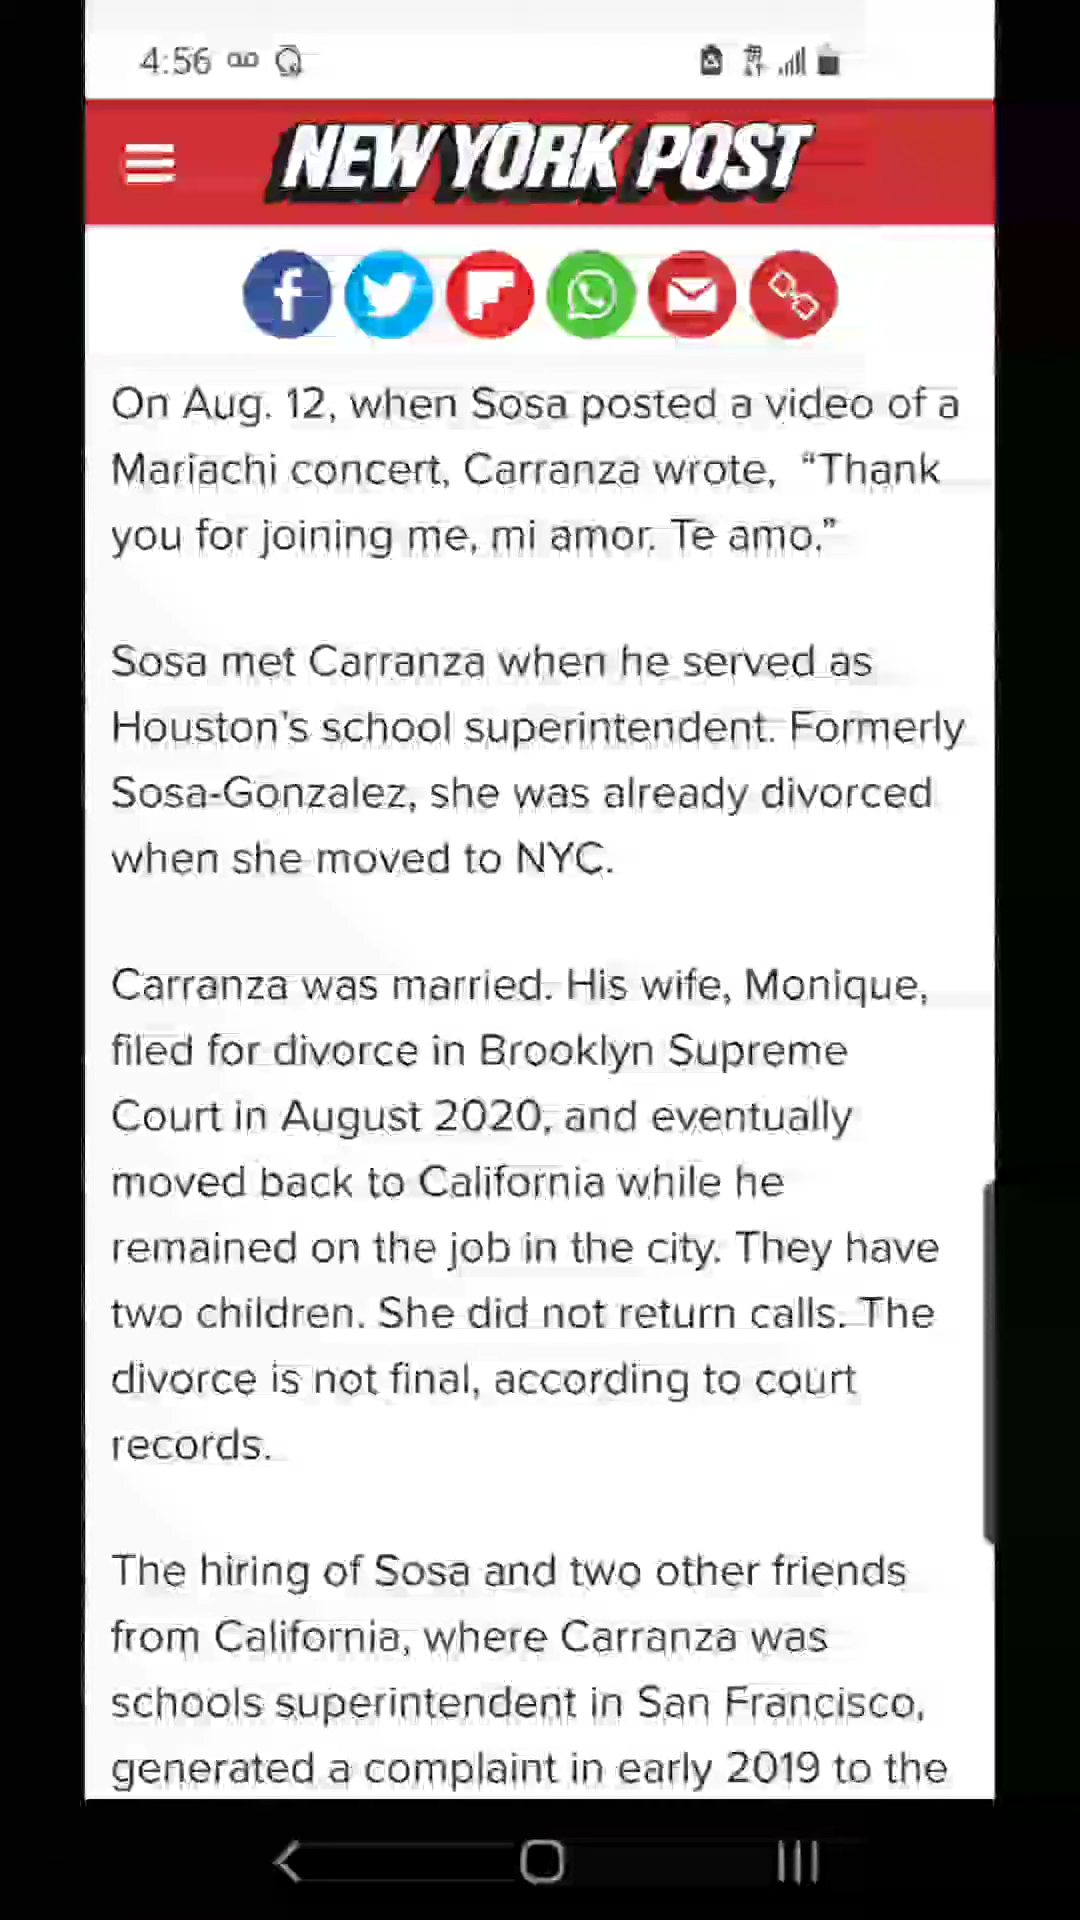 4:56
NEW YORK POST
On Aug. 12, when Sosa posted a video of a
Mariachi concert, Carranza wrote, “Thank
you for joining me, mi amor. Te amo.”
Sosa met Carranza when he served as
Houston’s school superintendent. Formerly
Sosa-Gonzalez, she was already divorced
when she moved to NYC.
Carranza was married. His wife, Monique,
filed for divorce in Brooklyn Supreme
Court in August 2020, and eventually
moved back to California while he
remained on the job in the city. They have
two children. She did not return calls. The
divorce is not final, according to court
records.
The hiring of Sosa and two other friends
from California, where Carranza was
schools superintendent in San Francisco,
generated a complaint in early 2019 to the